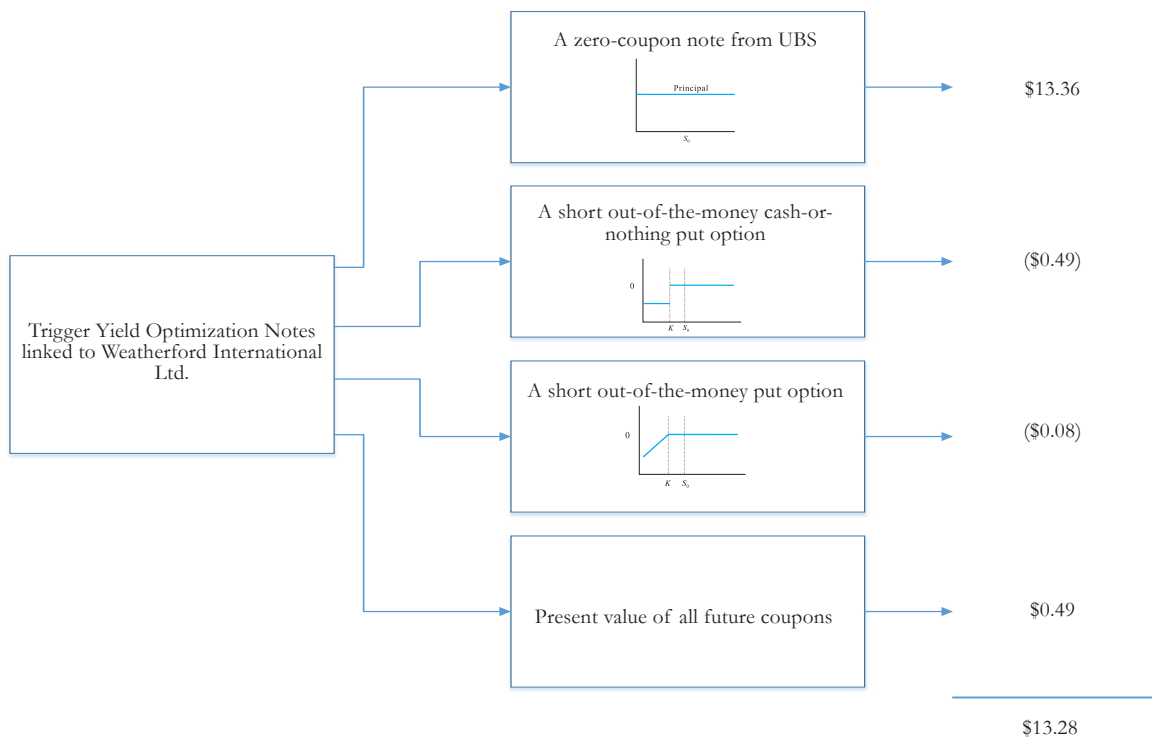 A zero-coupon note from UBS
Principal
S₀
$13.36
A short out-of-the-money cash-or-
nothing put option
0
K S₀
($0.49)
Trigger Yield Optimization Notes
linked to Weatherford International
Ltd.
A short out-of-the-money put option
0
K S₀
($0.08)
Present value of all future coupons
$0.49
$13.28